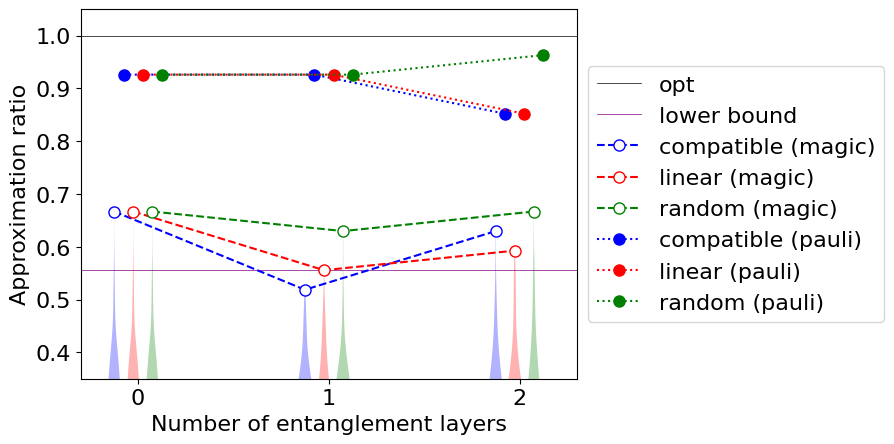 1.0
0.9
0.8
0.7
0.6
0.5
0.4
Approximation ratio
0 1 2
Number of entanglement layers
opt
lower bound
compatible (magic)
linear (magic)
random (magic)
compatible (pauli)
linear (pauli)
random (pauli)